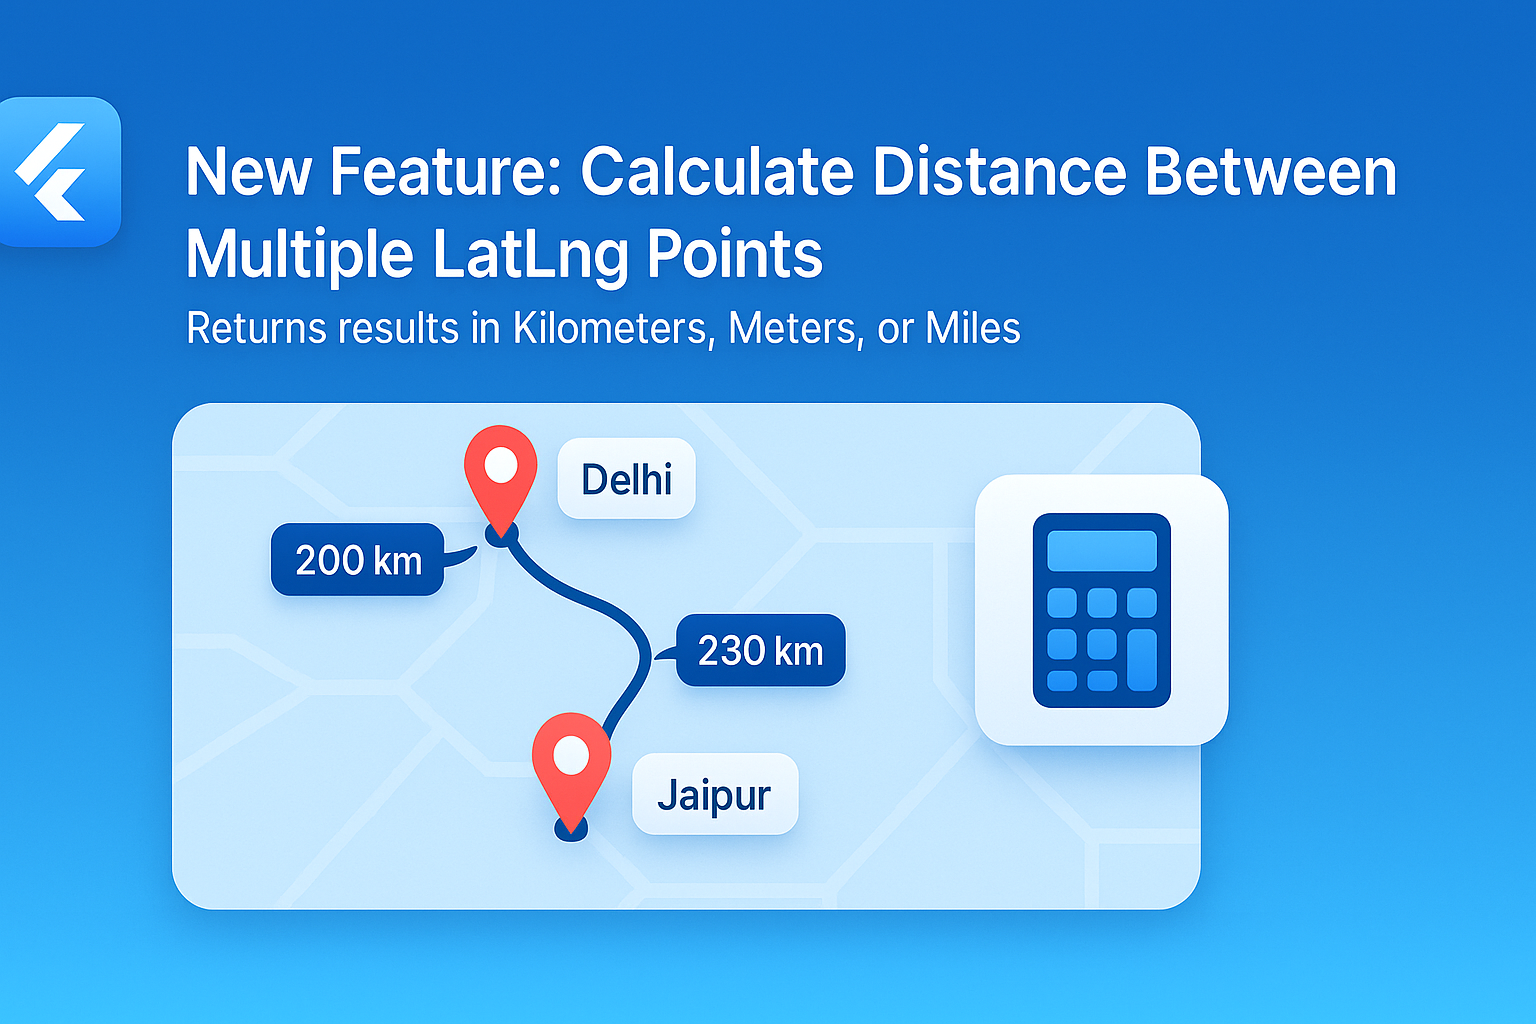 New Feature: Calculate Distance Between
Multiple LatLng Points
Returns results in Kilometers, Meters, or Miles
Delhi
200 km
230 km
Jaipur